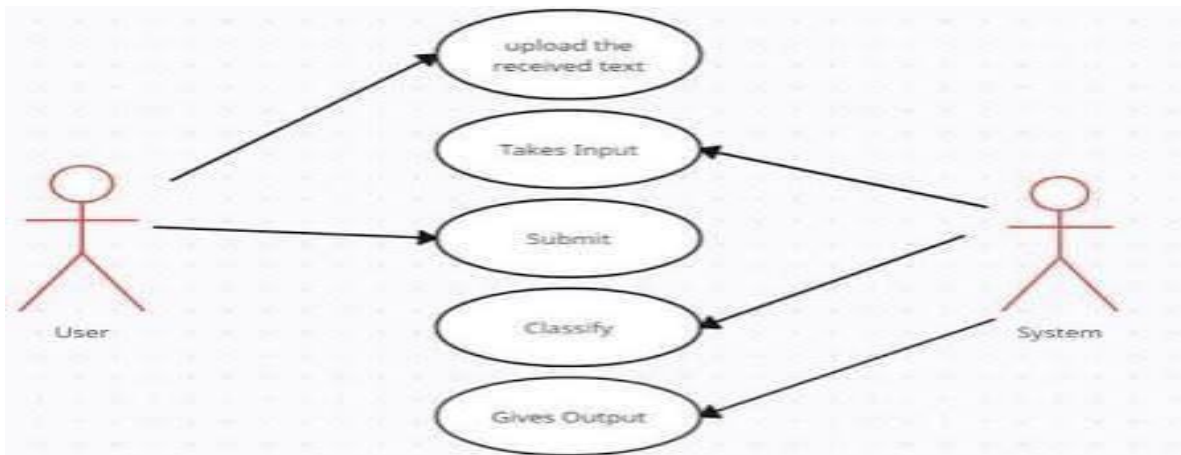 upload the
received text
Takes Input
Submit
Classify
Gives Output
User
System